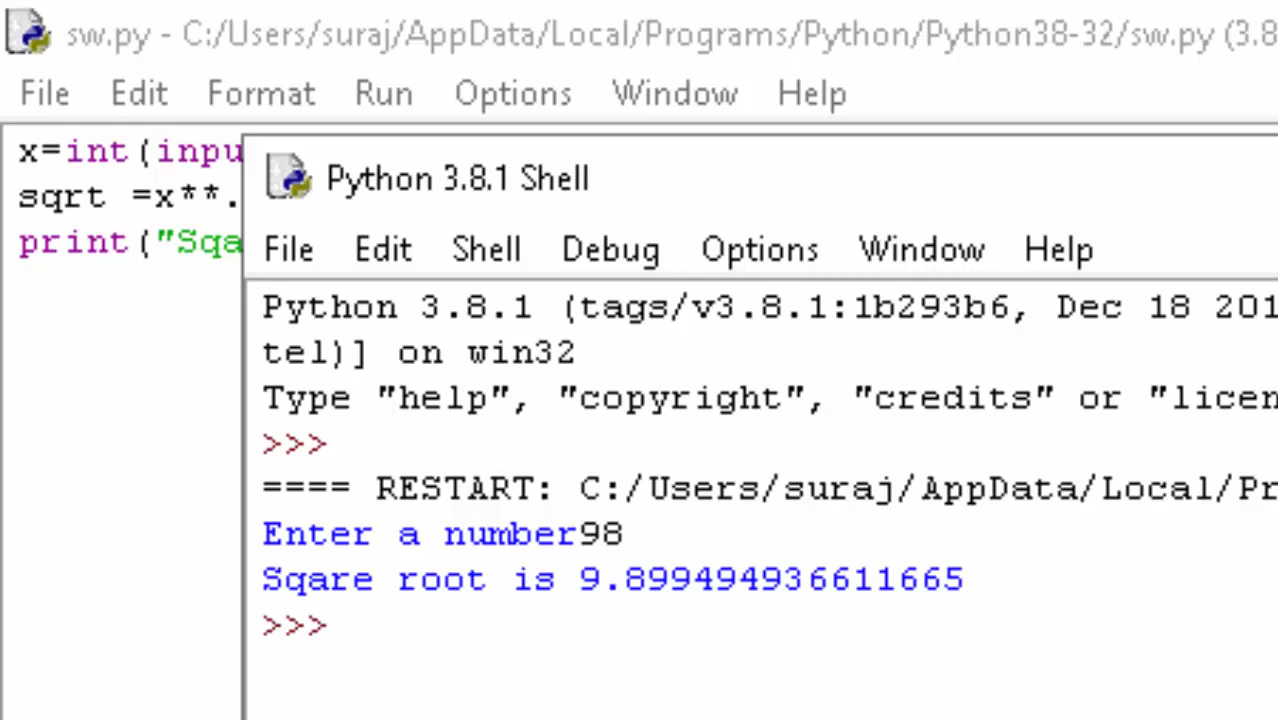 sw.py - C:/Users/suraj/AppData/Local/Programs/Python/Python38-32/sw.py (3.8
File Edit Format Run Options Window Help
x=int(inpu
sqrt =x**.
print("Sqa
Python 3.8.1 Shell
File Edit Shell Debug Options Window Help
Python 3.8.1 (tags/v3.8.1:1b293b6, Dec 18 201
tel)] on win32
Type "help", "copyright", "credits" or "licen
>>>
==== RESTART: C:/Users/suraj/AppData/Local/Pr
Enter a number98
Sqare root is 9.899494936611665
>>>